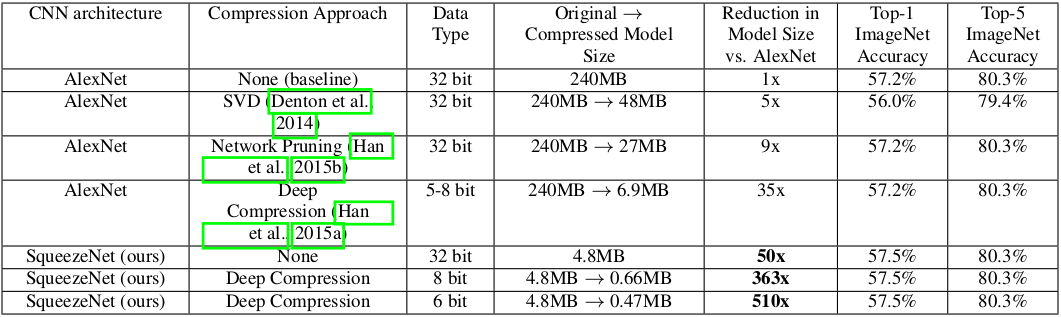 CNN architecture Compression Approach Data Type Original → Compressed Model Size Reduction in Model Size vs. AlexNet Top-1 ImageNet Accuracy Top-5 ImageNet Accuracy
AlexNet None (baseline) 32 bit 240MB 1x 57.2% 80.3%
AlexNet SVD (Denton et al., 2014) 32 bit 240MB → 48MB 5x 56.0% 79.4%
AlexNet Network Pruning (Han et al., 2015b) 32 bit 240MB → 27MB 9x 57.2% 80.3%
AlexNet Deep Compression (Han et al., 2015a) 5-8 bit 240MB → 6.9MB 35x 57.2% 80.3%
SqueezeNet (ours) None 32 bit 4.8MB 50x 57.5% 80.3%
SqueezeNet (ours) Deep Compression 8 bit 4.8MB → 0.66MB 363x 57.5% 80.3%
SqueezeNet (ours) Deep Compression 6 bit 4.8MB → 0.47MB 510x 57.5% 80.3%